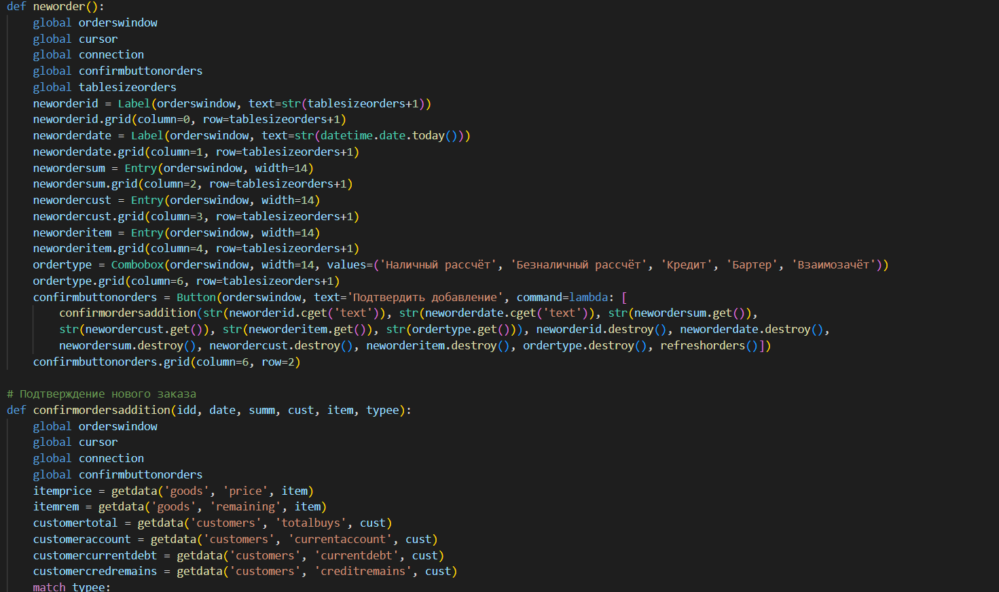 def neworder():
    global orderswindow
    global cursor
    global connection
    global confirmbuttonorders
    global tablesizeorders
    neworderid = Label(orderswindow, text=str(tablesizeorders+1))
    neworderid.grid(column=0, row=tablesizeorders+1)
    neworderdate = Label(orderswindow, text=str(datetime.date.today()))
    neworderdate.grid(column=1, row=tablesizeorders+1)
    newordersum = Entry(orderswindow, width=14)
    newordersum.grid(column=2, row=tablesizeorders+1)
    newordercust = Entry(orderswindow, width=14)
    newordercust.grid(column=3, row=tablesizeorders+1)
    neworderitem = Entry(orderswindow, width=14)
    neworderitem.grid(column=4, row=tablesizeorders+1)
    ordertype = Combobox(orderswindow, width=14, values=('Наличный рассчёт', 'Безналичный рассчёт', 'Кредит', 'Бартер', 'Взаимозачёт'))
    ordertype.grid(column=6, row=tablesizeorders+1)
    confirmbuttonorders = Button(orderswindow, text='Подтвердить добавление', command=lambda: [
        confirmordersaddition(str(neworderid.cget('text')), str(neworderdate.cget('text')), str(newordersum.get()),
        str(newordercust.get()), str(neworderitem.get()), str(ordertype.get())), neworderid.destroy(), neworderdate.destroy(),
        newordersum.destroy(), newordercust.destroy(), neworderitem.destroy(), ordertype.destroy(), refreshorders()])
    confirmbuttonorders.grid(column=6, row=2)
# Подтверждение нового заказа
def confirmordersaddition(idd, date, summ, cust, item, typee):
    global orderswindow
    global cursor
    global connection
    global confirmbuttonorders
    itemprice = getdata('goods', 'price', item)
    itemrem = getdata('goods', 'remaining', item)
    customertotal = getdata('customers', 'totalbuys', cust)
    customeraccount = getdata('customers', 'currentaccount', cust)
    customercurrentdebt = getdata('customers', 'currentdebt', cust)
    customercredremains = getdata('customers', 'creditremains', cust)
    match typee: